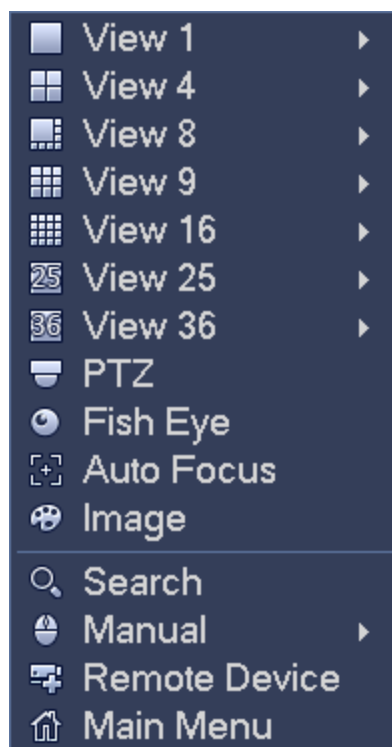 View 1
View 4
View 8
View 9
View 16
25 View 25
36 View 36
PTZ
Fish Eye
Auto Focus
Image
Search
Manual
Remote Device
Main Menu